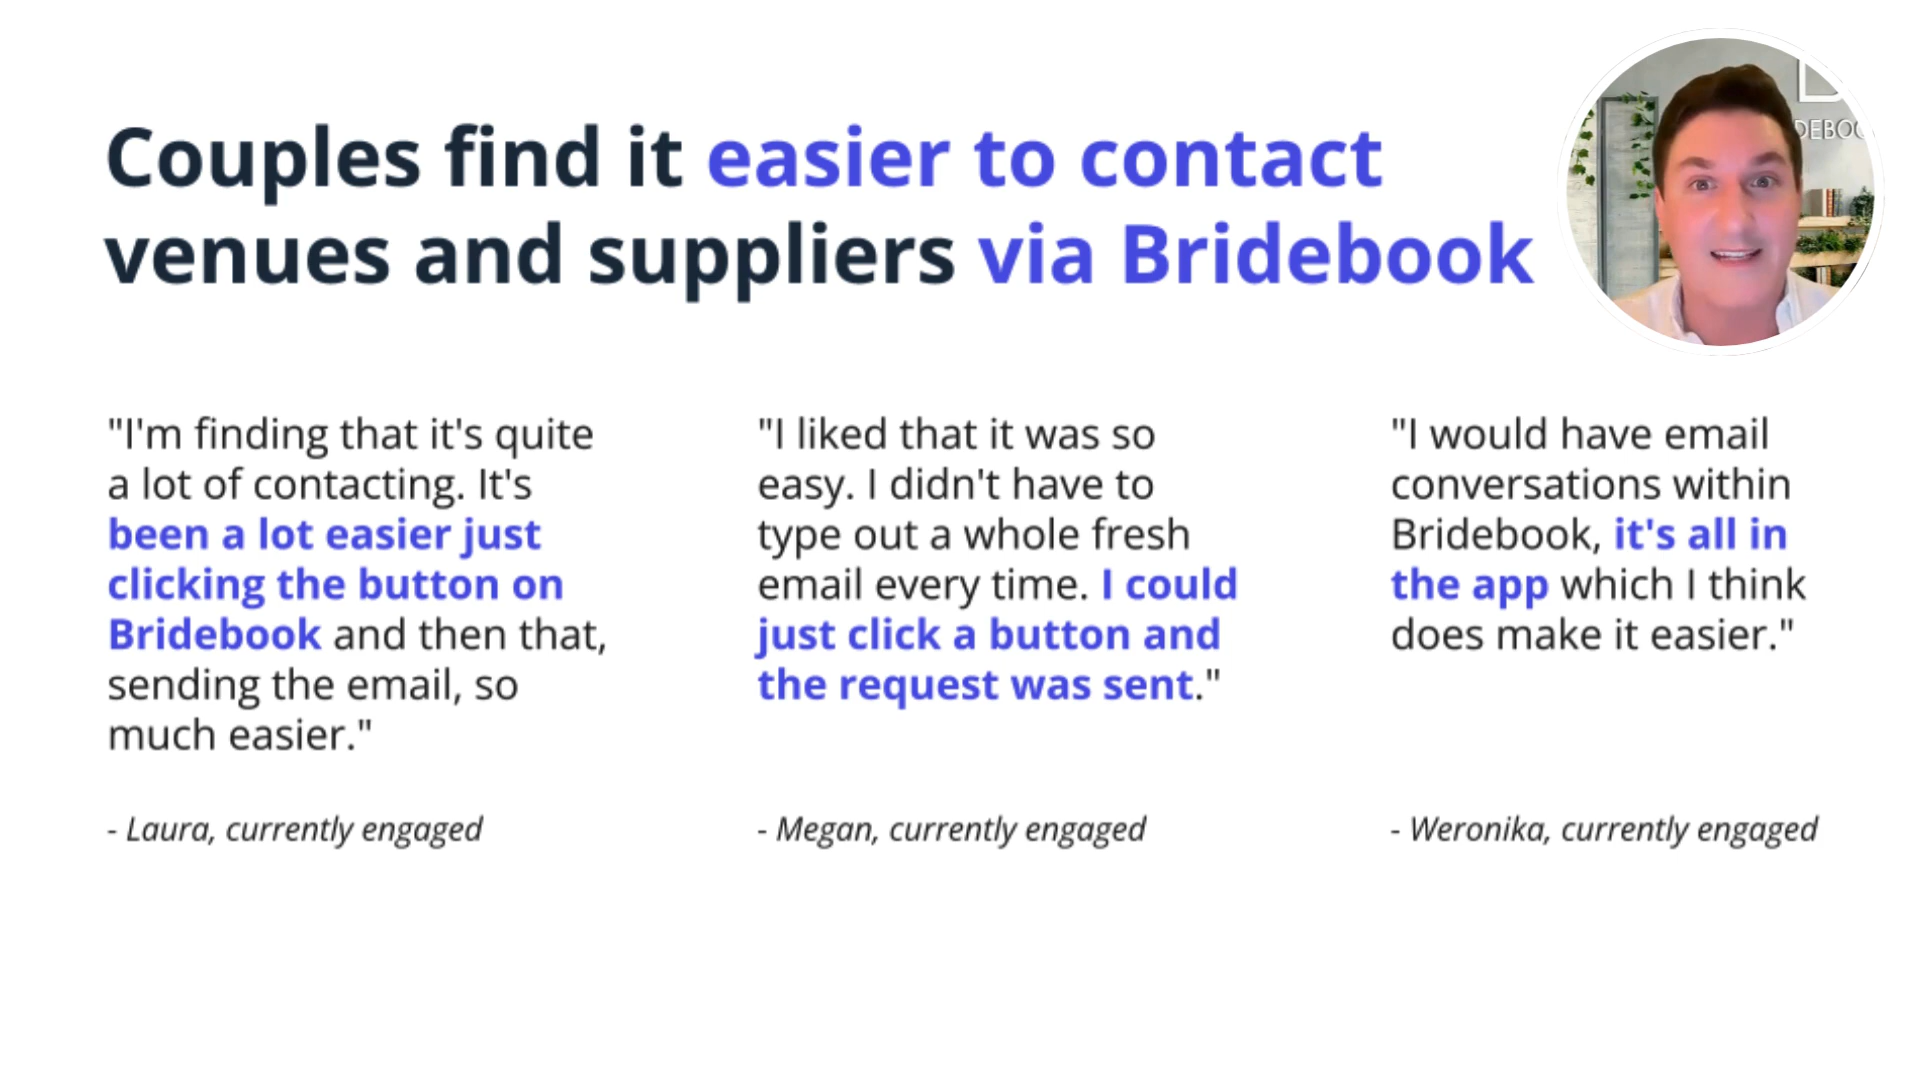 Couples find it easier to contact
venues and suppliers via Bridebook
"I'm finding that it's quite
a lot of contacting. It's
been a lot easier just
clicking the button on
Bridebook and then that,
sending the email, so
much easier."
- Laura, currently engaged
"I liked that it was so
easy. I didn't have to
type out a whole fresh
email every time. I could
just click a button and
the request was sent."
- Megan, currently engaged
"I would have email
conversations within
Bridebook, it's all in
the app which I think
does make it easier."
- Weronika, currently engaged